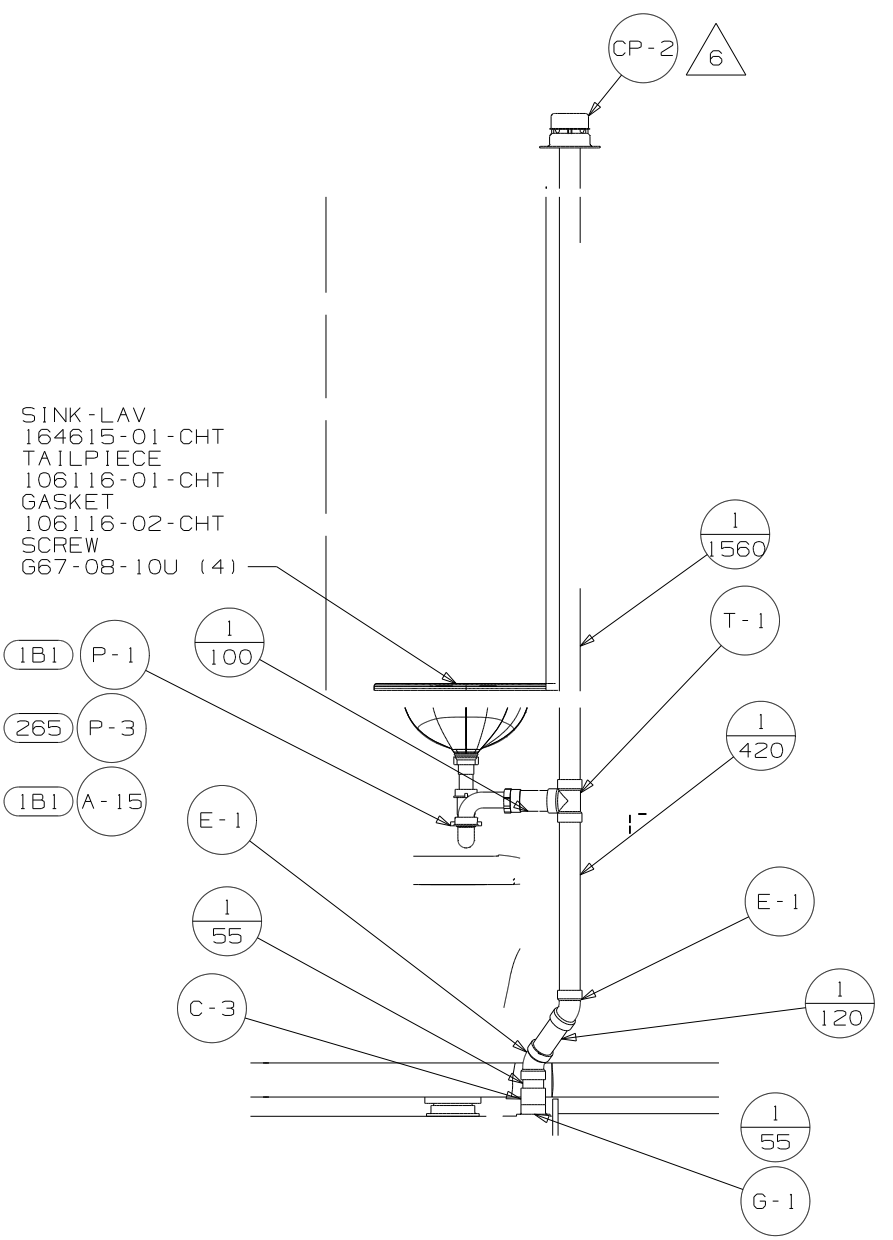 CP-2
6
SINK-LAV
164615-01-CHT
TAILPIECE
106116-01-CHT
GASKET
106116-02-CHT
SCREW
G67-08-10U (4)
1
1560
T-1
1
100
1B1 P-1
265 P-3
1B1 A-15
1
420
E-1
1
55
E-1
C-3
1
120
1
55
G-1